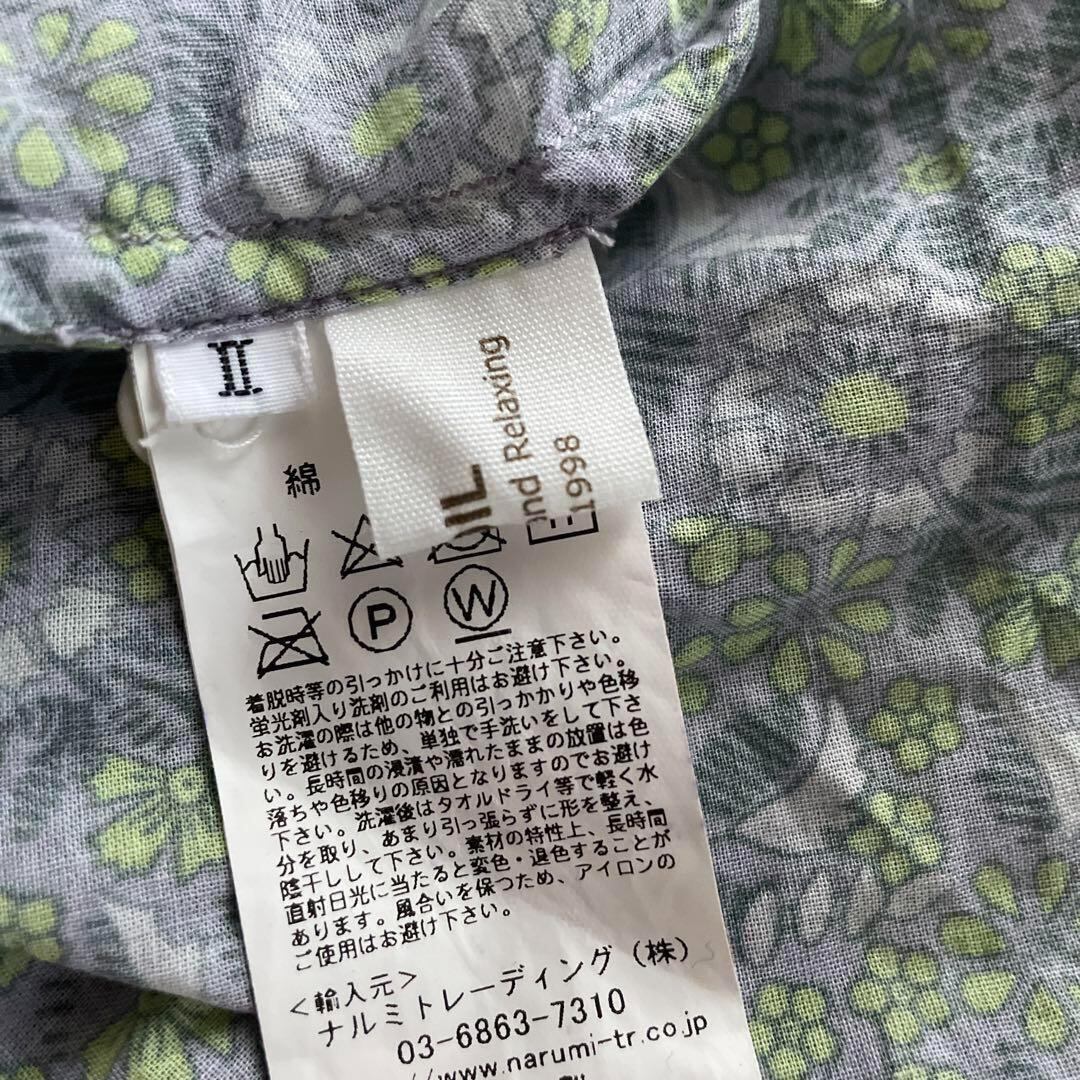 II
綿
OIL
and Relaxing
1998
P
W
着脱時等の引っかけに十分ご注意下さい。
蛍光剤入り洗剤のご利用はお避け下さい。
お洗濯の際は他の物との引っかかりや色移
りを避けるため、単独で手洗いをして下さ
い。長時間の浸漬や濡れたままの放置は色
落ちや色移りの原因となりますのでお避け
下さい。洗濯後はタオルドライ等で軽く水
分を取り、あまり引っ張らずに形を整え、
陰干しして下さい。素材の特性上、長時間
直射日光に当たると変色・退色することが
あります。風合いを保つため、アイロンの
ご使用はお避け下さい。
<輸入元>
ナルミトレーディング（株）
03-6863-7310
//www.narumi-tr.co.jp